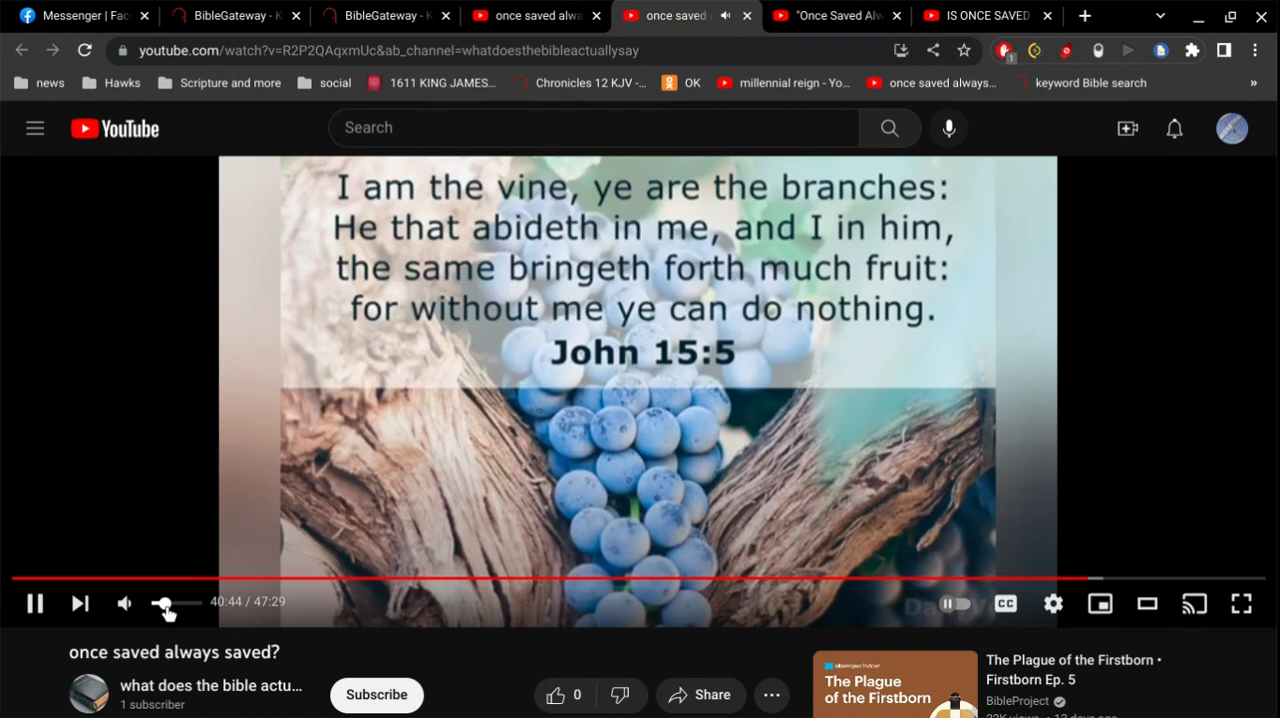 Messenger | Fac
BibleGateway - K
BibleGateway - K
once saved alwa
once saved a
"Once Saved Alw
IS ONCE SAVED
youtube.com/watch?v=R2P2QAqxmUc&ab_channel=whatdoesthebibleactuallysay
1
news
Hawks
Scripture and more
social
1611 KING JAMES...
Chronicles 12 KJV -...
OK
millennial reign - Yo...
once saved always...
keyword Bible search
»
YouTube
Search
I am the vine, ye are the branches:
He that abideth in me, and I in him,
the same bringeth forth much fruit:
for without me ye can do nothing.
John 15:5
40:44 / 47:29
CC
once saved always saved?
what does the bible actu...
1 subscriber
Subscribe
0
Share
BibleProject Podcast
The Plague
of the Firstborn
The Plague of the Firstborn •
Firstborn Ep. 5
BibleProject